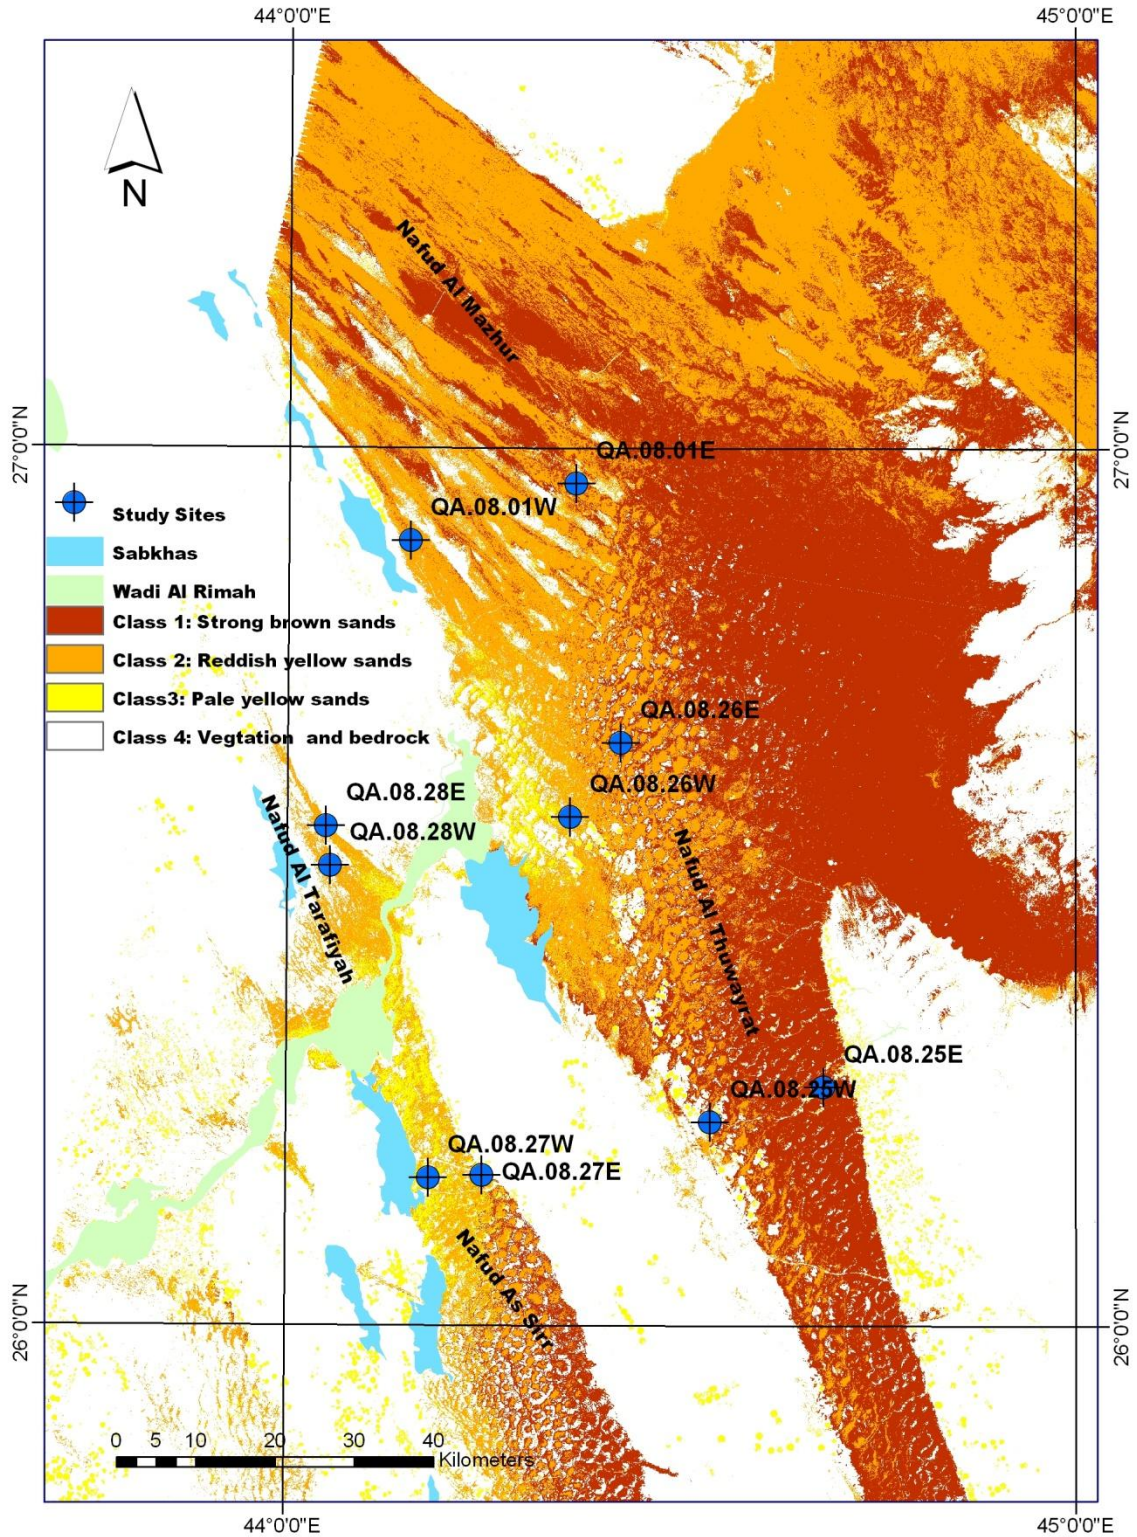 44°0'0"E
45°0'0"E
N
Nafud Al Mazhur
27°0'0"N
27°0'0"N
QA.08.01E
QA.08.01W
Study Sites
Sabkhas
Wadi Al Rimah
Class 1: Strong brown sands
Class 2: Reddish yellow sands
Class3: Pale yellow sands
Class 4: Vegtation and bedrock
QA.08.26E
QA.08.26W
QA.08.28E
QA.08.28W
Nafud Al Tarafiyah
Nafud Al Thuwayrat
QA.08.25E
QA.08.25W
QA.08.27W
QA.08.27E
Nafud As Sirr
26°0'0"N
26°0'0"N
0 5 10 20 30 40
Kilometers
44°0'0"E
45°0'0"E